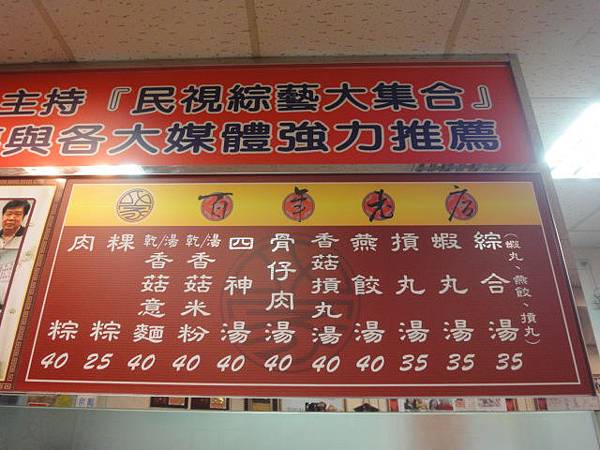 主持『民視綜藝大集合』
與各大媒體強力推薦
百年老店
綜合湯 35
(蝦丸、燕餃、摃丸)
蝦丸湯 35
摃丸湯 35
燕餃湯 40
香菇摃丸湯 40
骨仔肉湯 40
四神湯 40
乾/湯香菇米粉 40
乾/湯香菇意麵 40
粿粽 25
肉粽 40